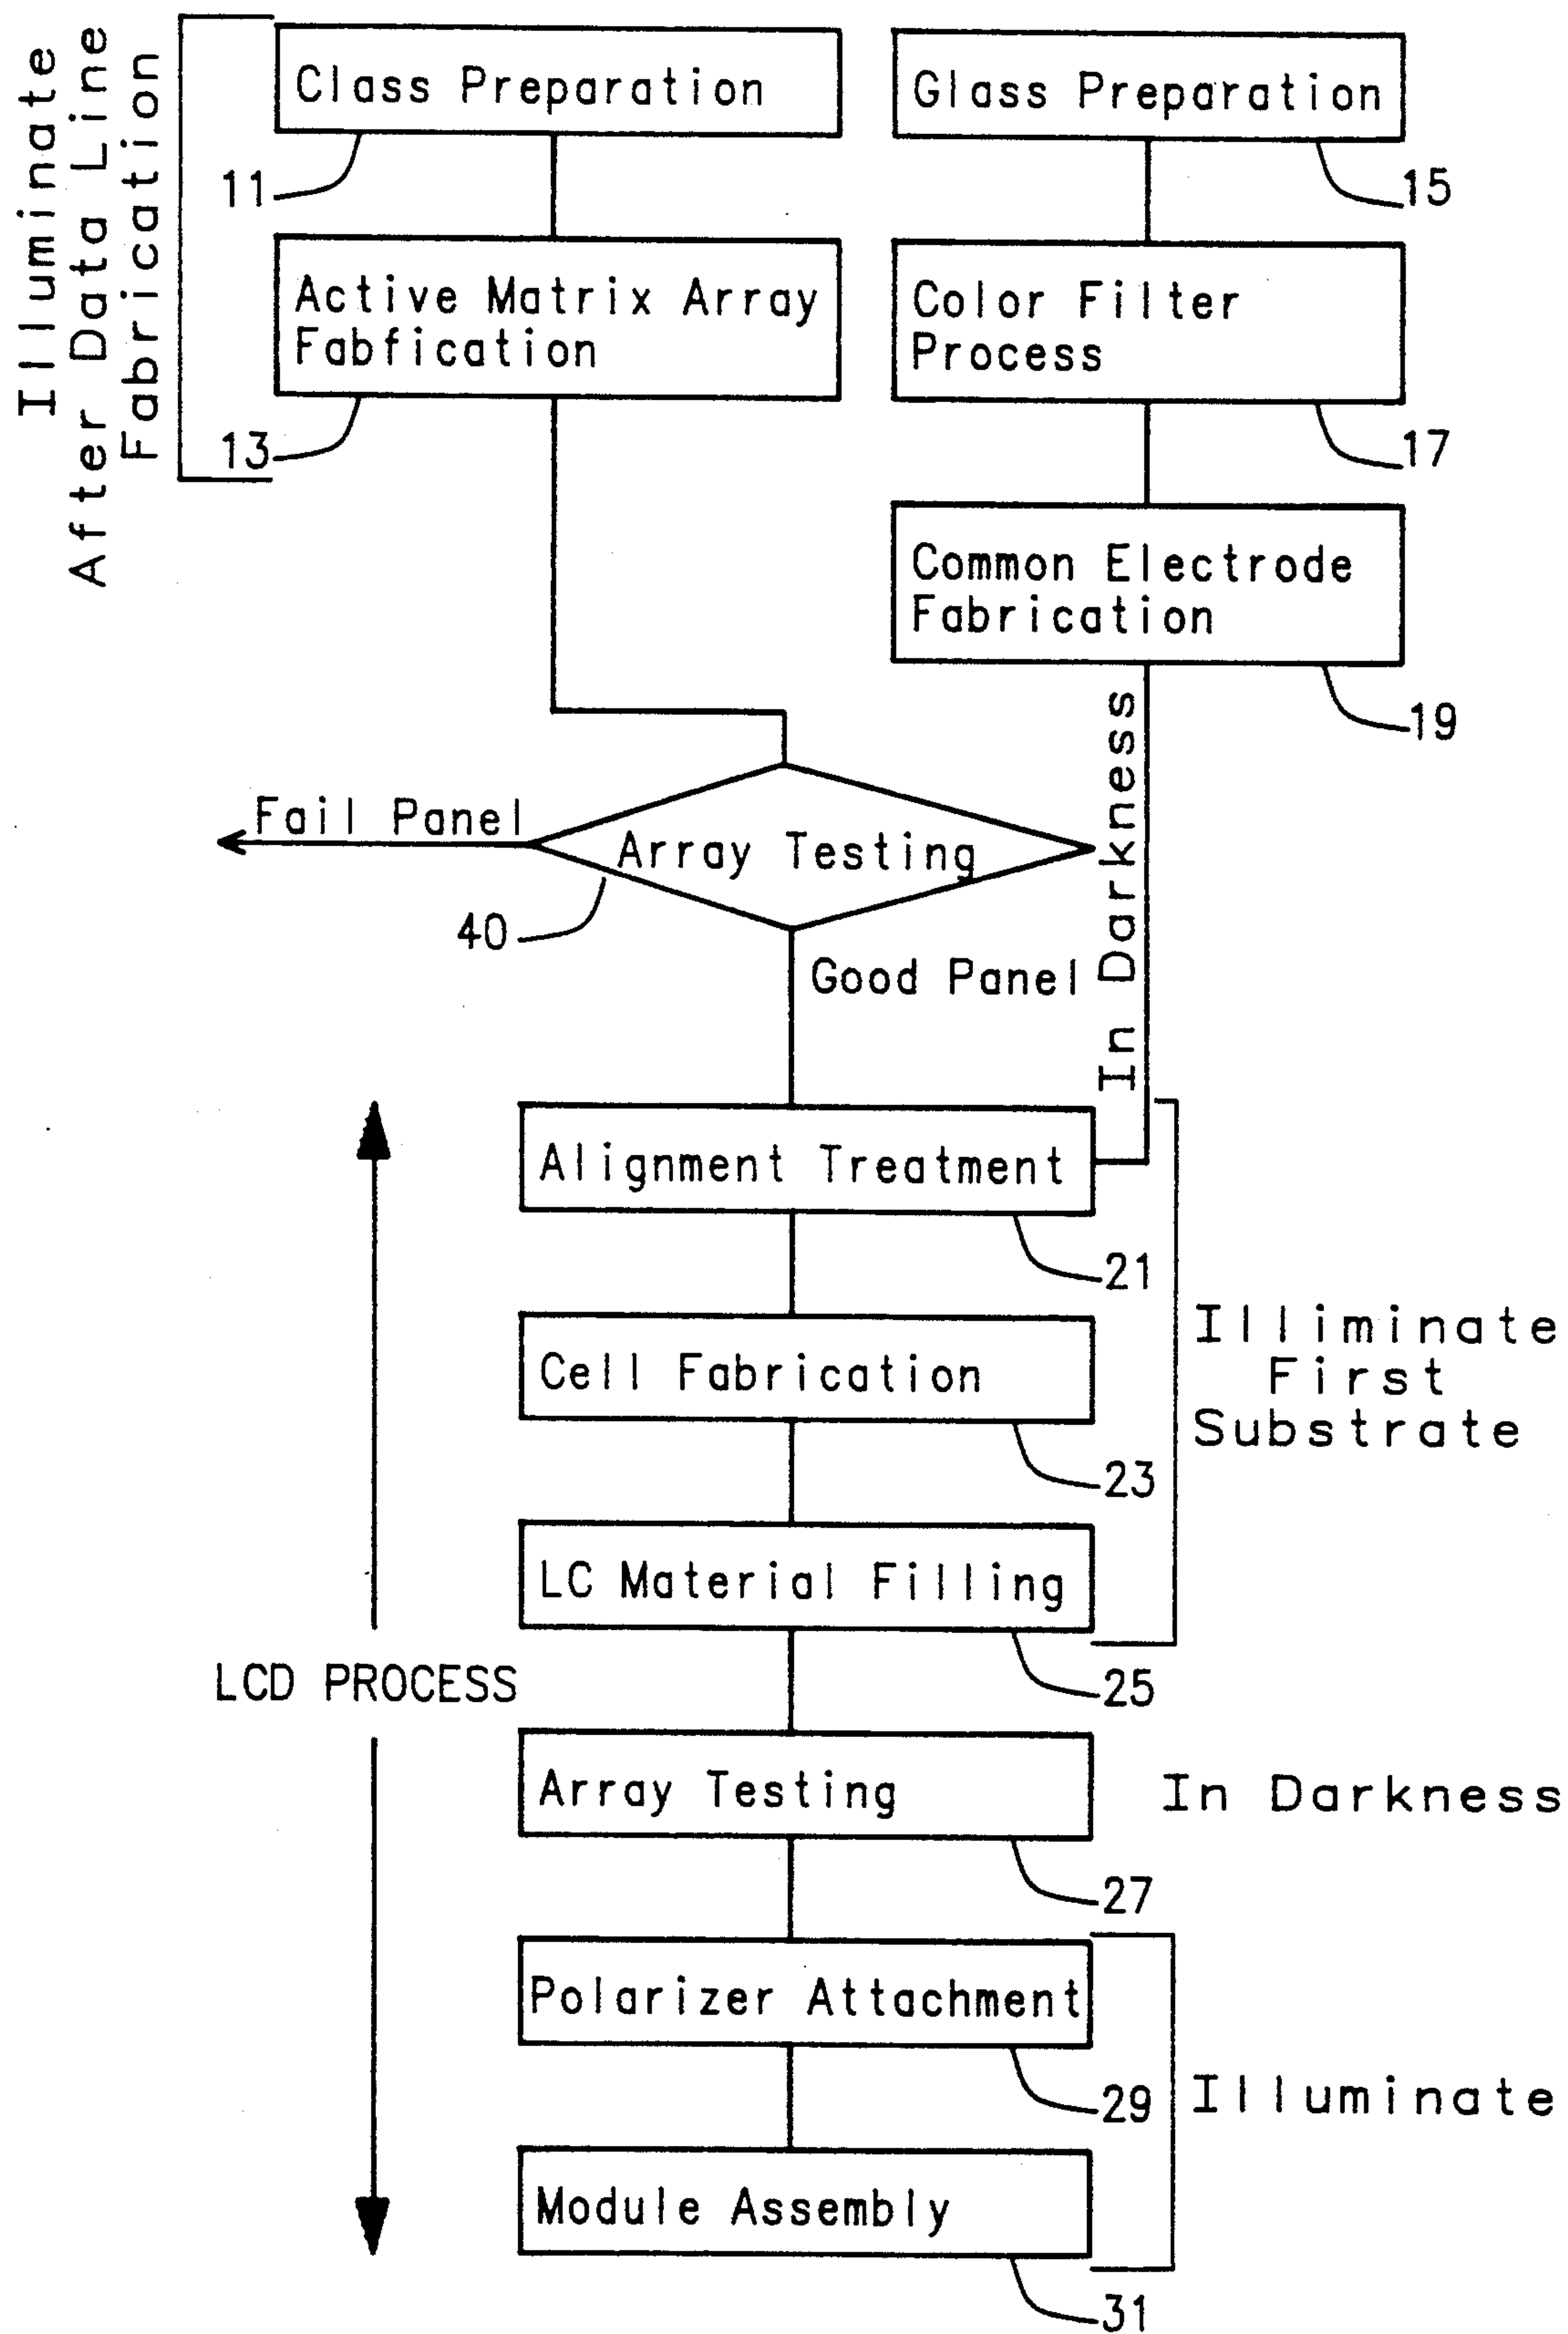 Illuminate
After Data Line
Fabrication
Class Preparation
11
Active Matrix Array
Fabfication
13
Glass Preparation
15
Color Filter
Process
17
Common Electrode
Fabrication
19
In Darkness
Fail Panel
Array Testing
40
Good Panel
LCD PROCESS
Alignment Treatment
21
Cell Fabrication
23
LC Material Filling
25
Illiminate
First
Substrate
Array Testing
27
In Darkness
Polarizer Attachment
29
Module Assembly
31
Illuminate